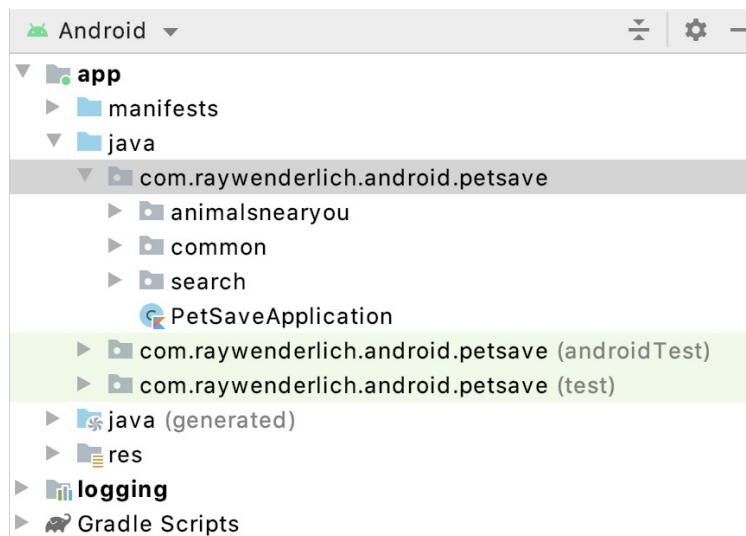 Android
app
manifests
java
com.raywenderlich.android.petsave
animalsnearyou
common
search
PetSaveApplication
com.raywenderlich.android.petsave (androidTest)
com.raywenderlich.android.petsave (test)
java (generated)
res
logging
Gradle Scripts